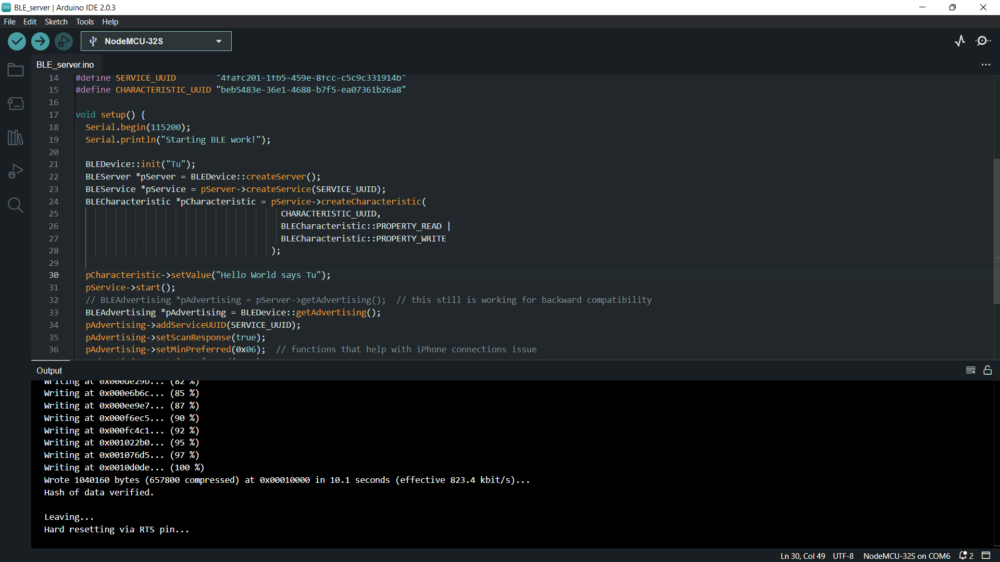 BLE_server | Arduino IDE 2.0.3
File Edit Sketch Tools Help
NodeMCU-32S
BLE_server.ino
14 #define SERVICE_UUID "4fafc201-1fb5-459e-8fcc-c5c9c331914b"
15 #define CHARACTERISTIC_UUID "beb5483e-36e1-4688-b7f5-ea07361b26a8"
16
17 void setup() {
18 Serial.begin(115200);
19 Serial.println("Starting BLE work!");
20
21 BLEDevice::init("Tu");
22 BLEServer *pServer = BLEDevice::createServer();
23 BLEService *pService = pServer->createService(SERVICE_UUID);
24 BLECharacteristic *pCharacteristic = pService->createCharacteristic(
25 CHARACTERISTIC_UUID,
26 BLECharacteristic::PROPERTY_READ |
27 BLECharacteristic::PROPERTY_WRITE
28 );
29
30 pCharacteristic->setValue("Hello World says Tu");
31 pService->start();
32 // BLEAdvertising *pAdvertising = pServer->getAdvertising(); // this still is working for backward compatibility
33 BLEAdvertising *pAdvertising = BLEDevice::getAdvertising();
34 pAdvertising->addServiceUUID(SERVICE_UUID);
35 pAdvertising->setScanResponse(true);
36 pAdvertising->setMinPreferred(0x06); // functions that help with iPhone connections issue
Output
Writing at 0x000de29b... (82 %)
Writing at 0x000e6b6c... (85 %)
Writing at 0x000ee9e7... (87 %)
Writing at 0x000f6ec5... (90 %)
Writing at 0x000fc4c1... (92 %)
Writing at 0x001022b0... (95 %)
Writing at 0x001076d5... (97 %)
Writing at 0x0010d0de... (100 %)
Wrote 1040160 bytes (657800 compressed) at 0x00010000 in 10.1 seconds (effective 823.4 kbit/s)...
Hash of data verified.
Leaving...
Hard resetting via RTS pin...
Ln 30, Col 49 UTF-8 NodeMCU-32S on COM6 2